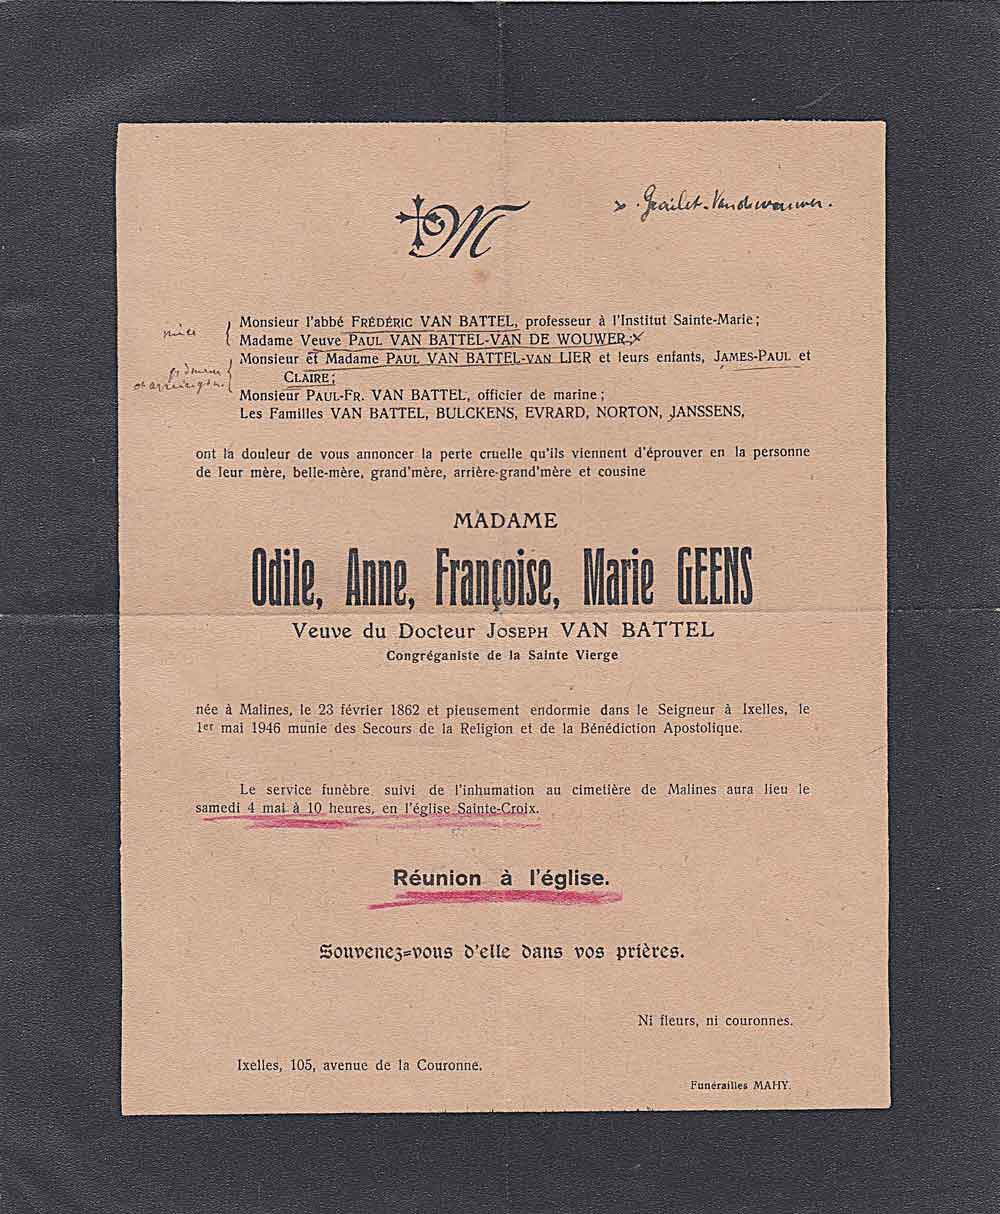 M
Grailet-Vandewouwer.
nièce
Monsieur l'abbé FRÉDÉRIC VAN BATTEL, professeur à l'Institut Sainte-Marie;
Madame Veuve PAUL VAN BATTEL-VAN DE WOUWER;
Monsieur et Madame PAUL VAN BATTEL-VAN LIER et leurs enfants, JAMES-PAUL et
CLAIRE;
Monsieur PAUL-FR. VAN BATTEL, officier de marine;
Les Familles VAN BATTEL, BULCKENS, EVRARD, NORTON, JANSSENS,
ont la douleur de vous annoncer la perte cruelle qu'ils viennent d'éprouver en la personne
de leur mère, belle-mère, grand'mère, arrière-grand'mère et cousine
MADAME
Odile, Anne, Françoise, Marie GEENS
Veuve du Docteur JOSEPH VAN BATTEL
Congréganiste de la Sainte Vierge
née à Malines, le 23 février 1862 et pieusement endormie dans le Seigneur à Ixelles, le
1er mai 1946 munie des Secours de la Religion et de la Bénédiction Apostolique.
Le service funèbre suivi de l'inhumation au cimetière de Malines aura lieu le
samedi 4 mai à 10 heures, en l'église Sainte-Croix.
Réunion à l'église.
Souvenez-vous d'elle dans vos prières.
Ni fleurs, ni couronnes.
Ixelles, 105, avenue de la Couronne.
Funérailles MAHY.